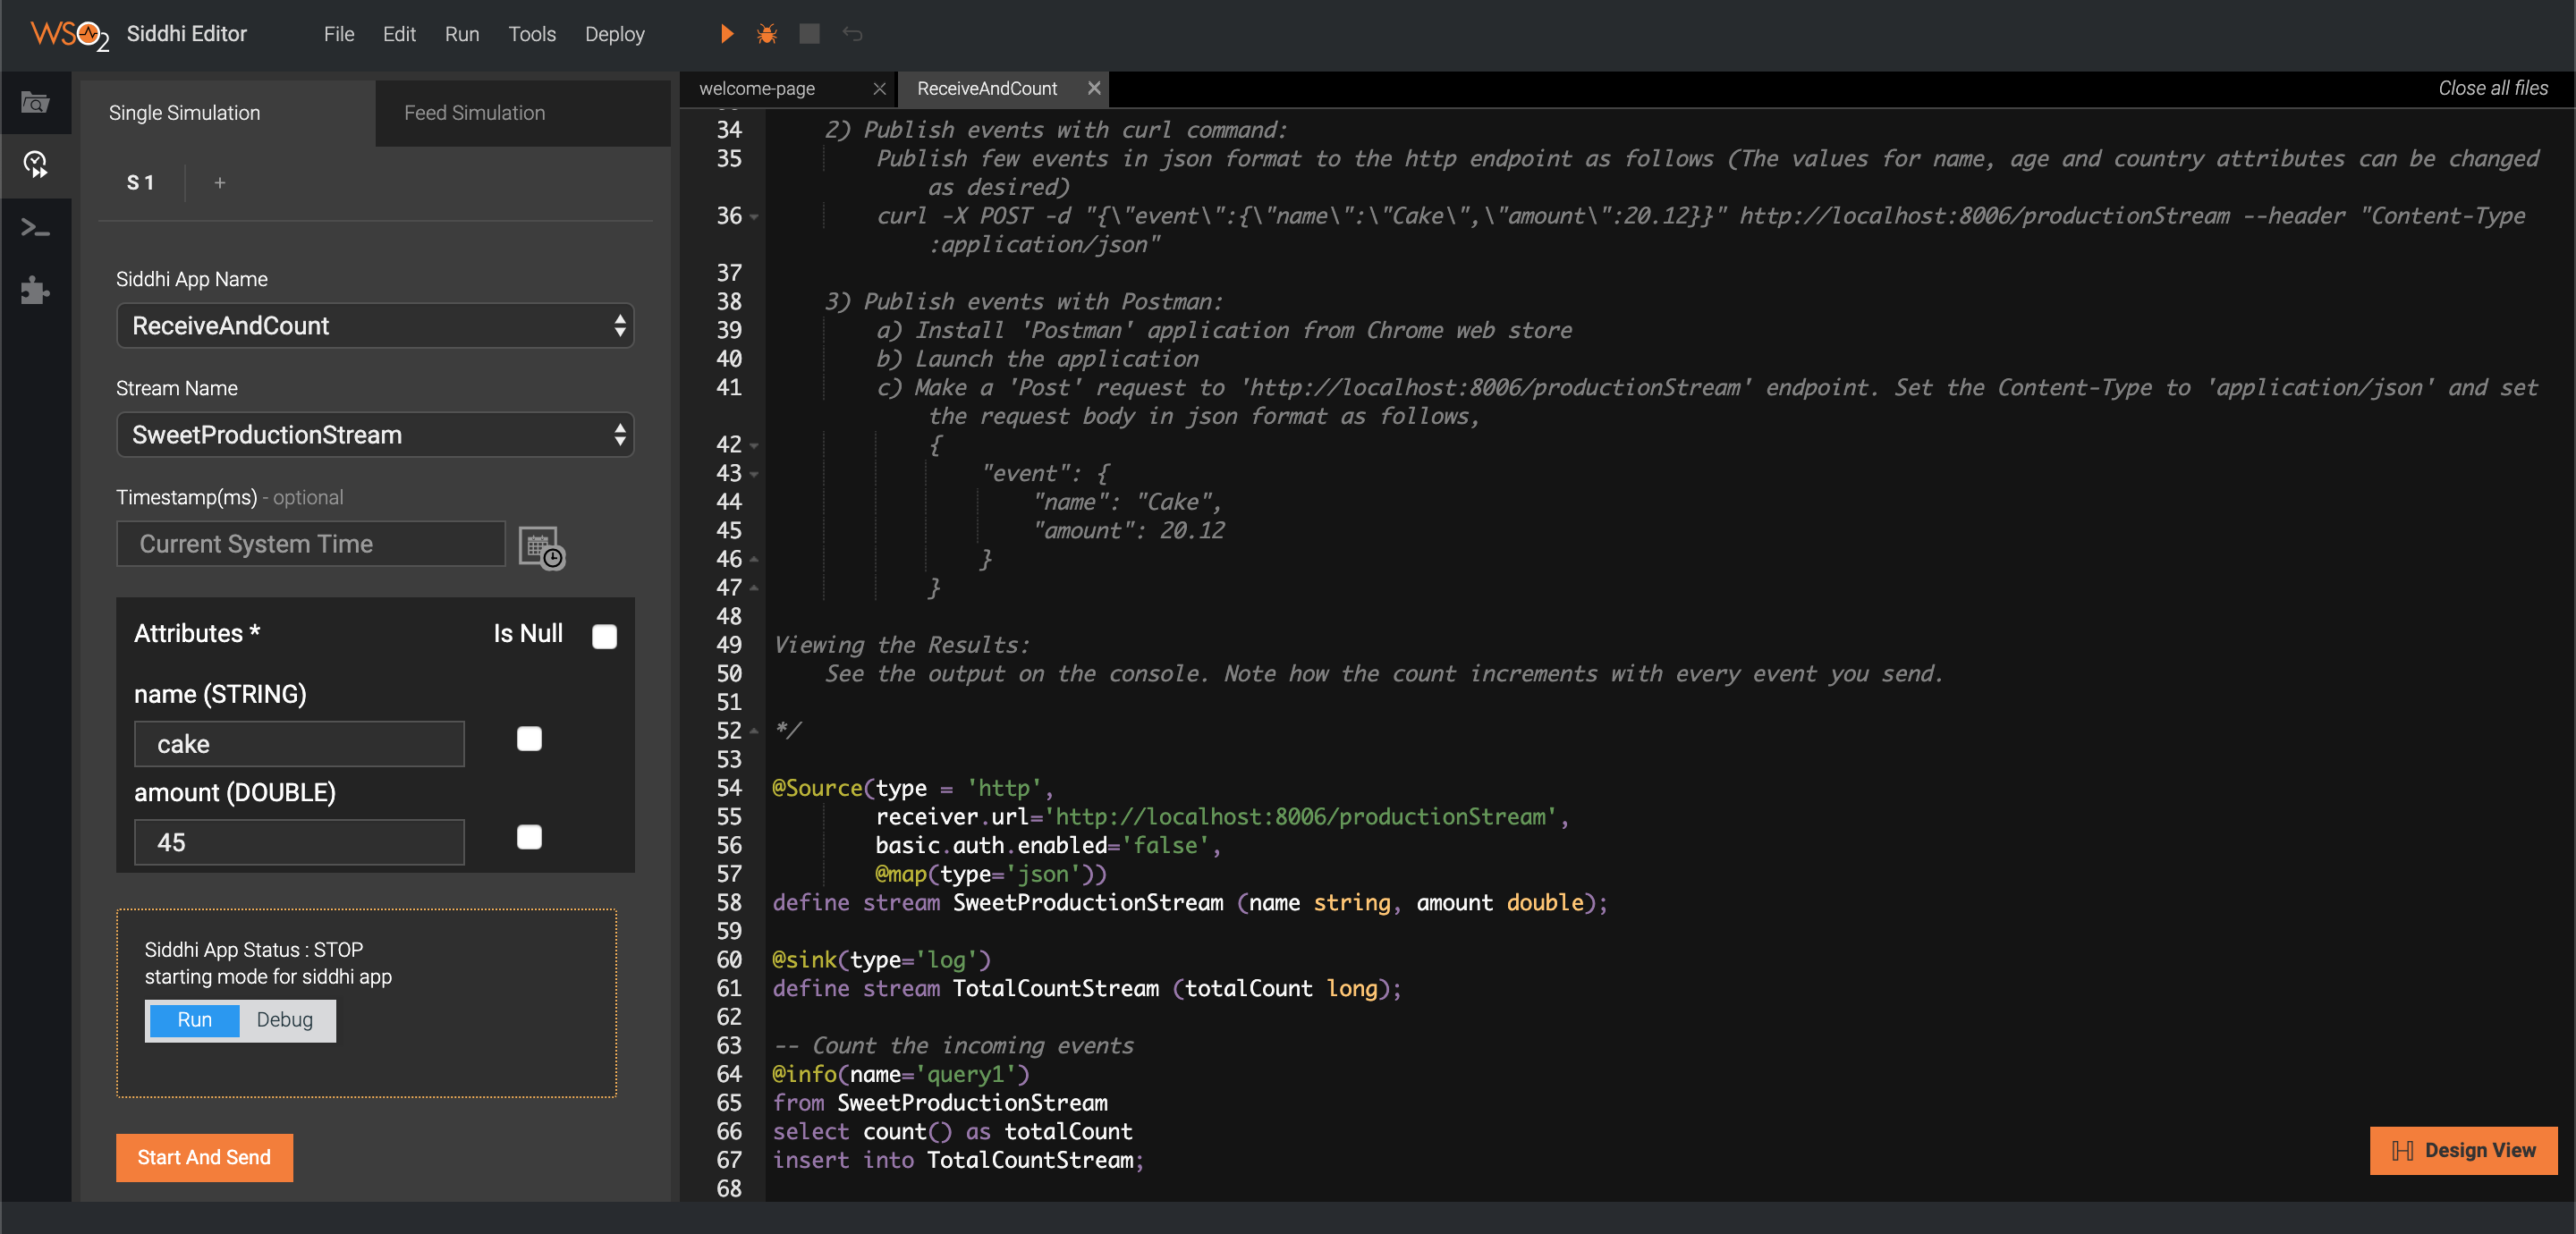 WSO2 Siddhi Editor File Edit Run Tools Deploy
Single Simulation Feed Simulation
S 1 +
Siddhi App Name
ReceiveAndCount
Stream Name
SweetProductionStream
Timestamp(ms) - optional
Current System Time
Attributes * Is Null
name (STRING)
cake
amount (DOUBLE)
45
Siddhi App Status : STOP
starting mode for siddhi app
Run Debug
Start And Send
welcome-page ReceiveAndCount Close all files
34 2) Publish events with curl command:
35 Publish few events in json format to the http endpoint as follows (The values for name, age and country attributes can be changed
as desired)
36 curl -X POST -d "{\"event\":{\"name\":\"Cake\",\"amount\":20.12}}" http://localhost:8006/productionStream --header "Content-Type
:application/json"
37
38 3) Publish events with Postman:
39 a) Install 'Postman' application from Chrome web store
40 b) Launch the application
41 c) Make a 'Post' request to 'http://localhost:8006/productionStream' endpoint. Set the Content-Type to 'application/json' and set
the request body in json format as follows,
42 {
43 "event": {
44 "name": "Cake",
45 "amount": 20.12
46 }
47 }
48
49 Viewing the Results:
50 See the output on the console. Note how the count increments with every event you send.
51
52 */
53
54 @Source(type = 'http',
55 receiver.url='http://localhost:8006/productionStream',
56 basic.auth.enabled='false',
57 @map(type='json'))
58 define stream SweetProductionStream (name string, amount double);
59
60 @sink(type='log')
61 define stream TotalCountStream (totalCount long);
62
63 -- Count the incoming events
64 @info(name='query1')
65 from SweetProductionStream
66 select count() as totalCount
67 insert into TotalCountStream;
68
Design View